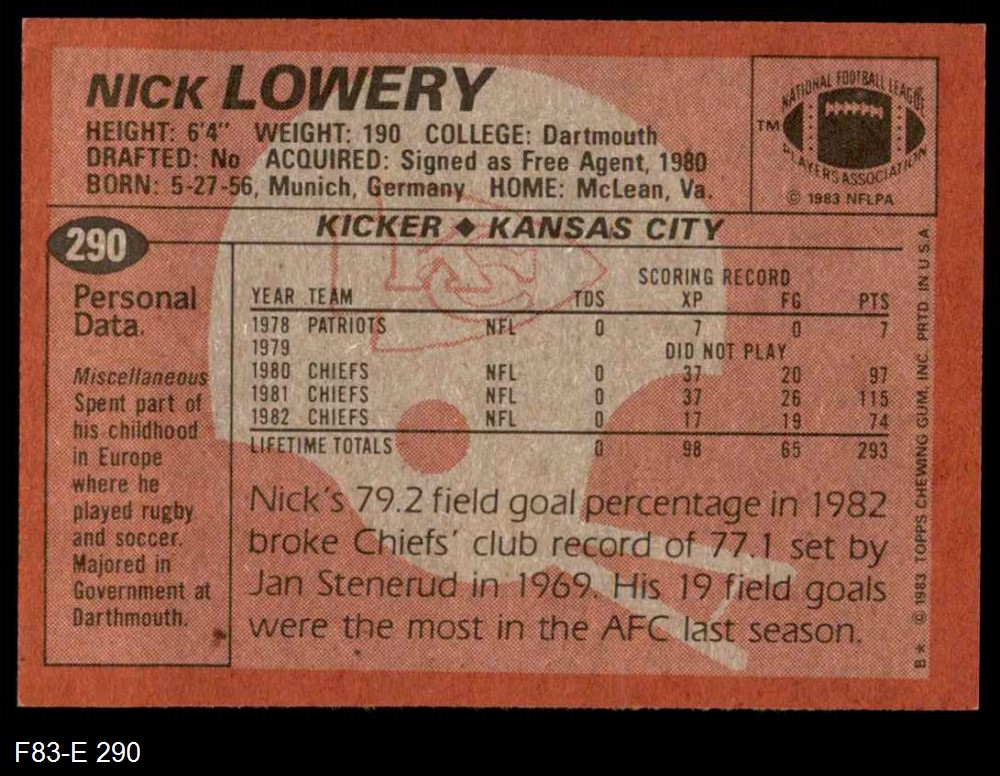 NICK LOWERY
HEIGHT: 6'4" WEIGHT: 190 COLLEGE: Dartmouth
DRAFTED: No ACQUIRED: Signed as Free Agent, 1980
BORN: 5-27-56, Munich, Germany HOME: McLean, Va.
NATIONAL FOOTBALL LEAGUE
TM
PLAYERS ASSOCIATION
© 1983 NFLPA
KICKER ♦ KANSAS CITY
290
Personal
Data.
Miscellaneous
Spent part of
his childhood
in Europe
where he
played rugby
and soccer.
Majored in
Government at
Darthmouth.
SCORING RECORD
YEAR TEAM TDS XP FG PTS
1978 PATRIOTS NFL 0 7 0 7
1979 DID NOT PLAY
1980 CHIEFS NFL 0 37 20 97
1981 CHIEFS NFL 0 37 26 115
1982 CHIEFS NFL 0 17 19 74
LIFETIME TOTALS 0 98 65 293
Nick's 79.2 field goal percentage in 1982
broke Chiefs' club record of 77.1 set by
Jan Stenerud in 1969. His 19 field goals
were the most in the AFC last season.
B* © 1983 TOPPS CHEWING GUM, INC. PRTD IN U.S.A.
KC
F83-E 290